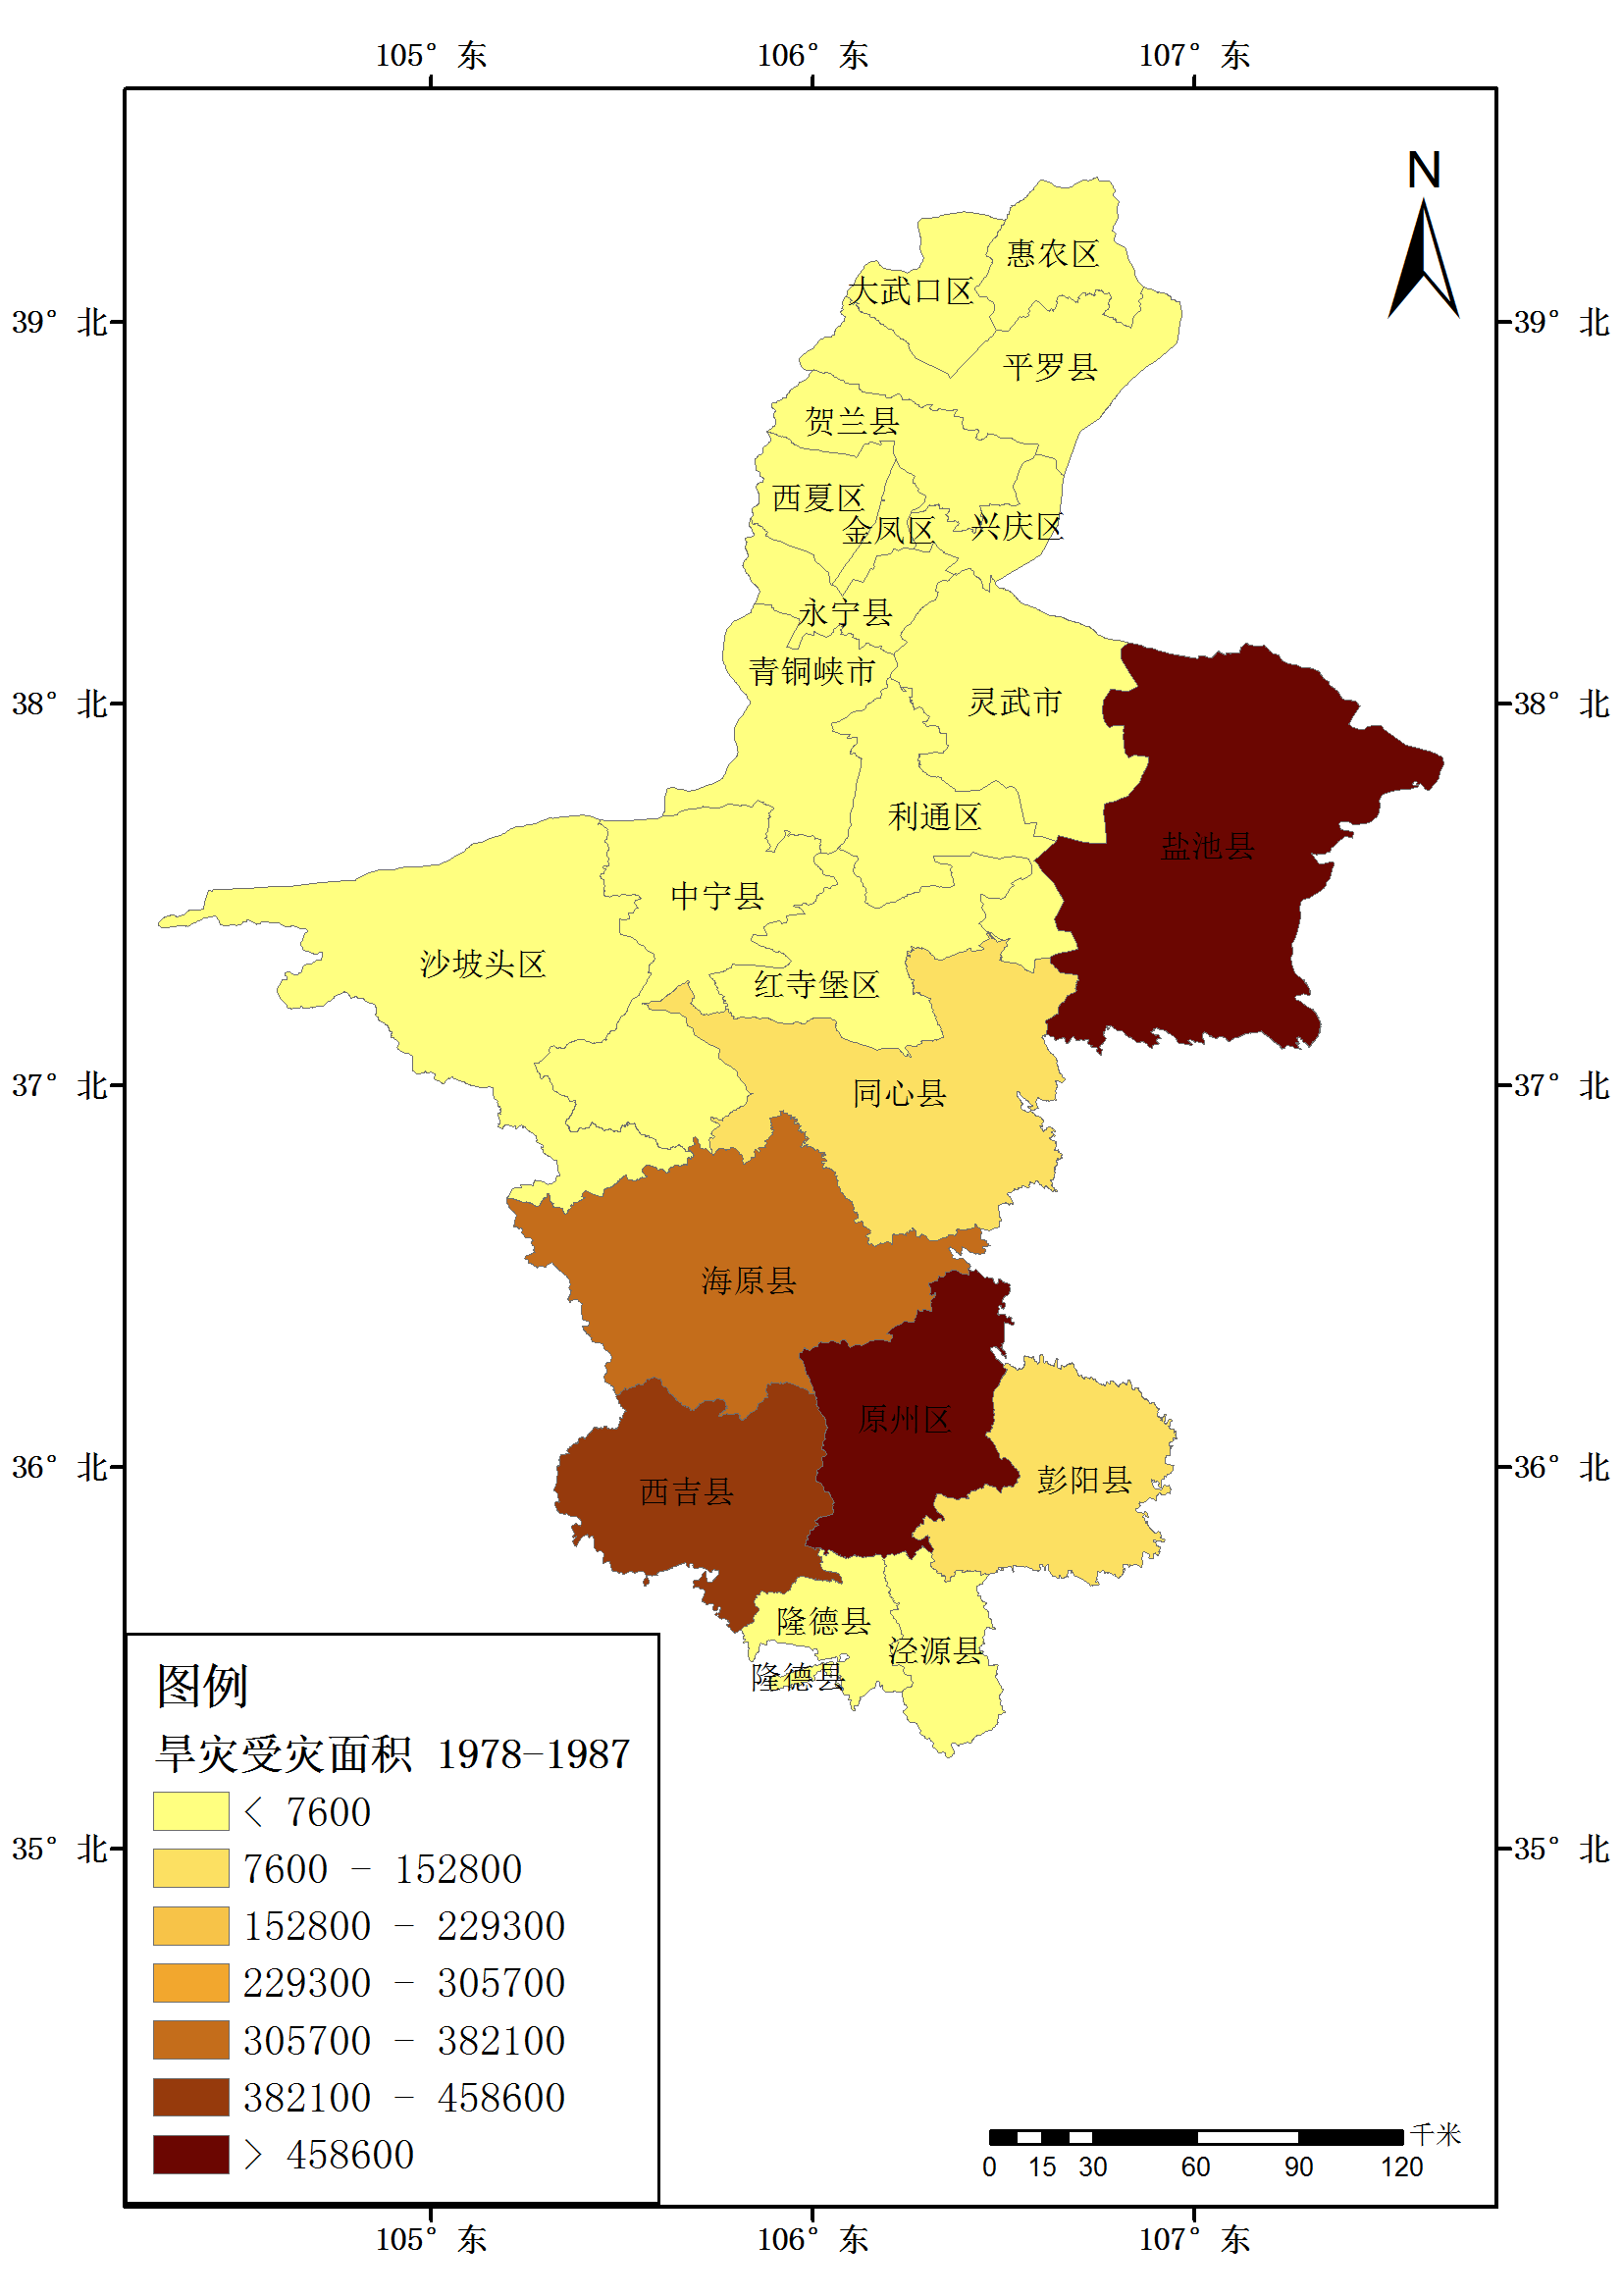 105° 东 106° 东 107° 东
N
惠农区
大武口区
39° 北 39° 北
平罗县
贺兰县
西夏区
金凤区 兴庆区
永宁县
青铜峡市
灵武市
38° 北 38° 北
利通区
盐池县
中宁县
沙坡头区
红寺堡区
37° 北 37° 北
同心县
海原县
原州区
36° 北 36° 北
彭阳县
西吉县
隆德县
泾源县
隆德县
图例
旱灾受灾面积 1978-1987
< 7600
7600 - 152800
35° 北 35° 北
152800 - 229300
229300 - 305700
305700 - 382100
382100 - 458600
> 458600
千米
0 15 30 60 90 120
105° 东 106° 东 107° 东